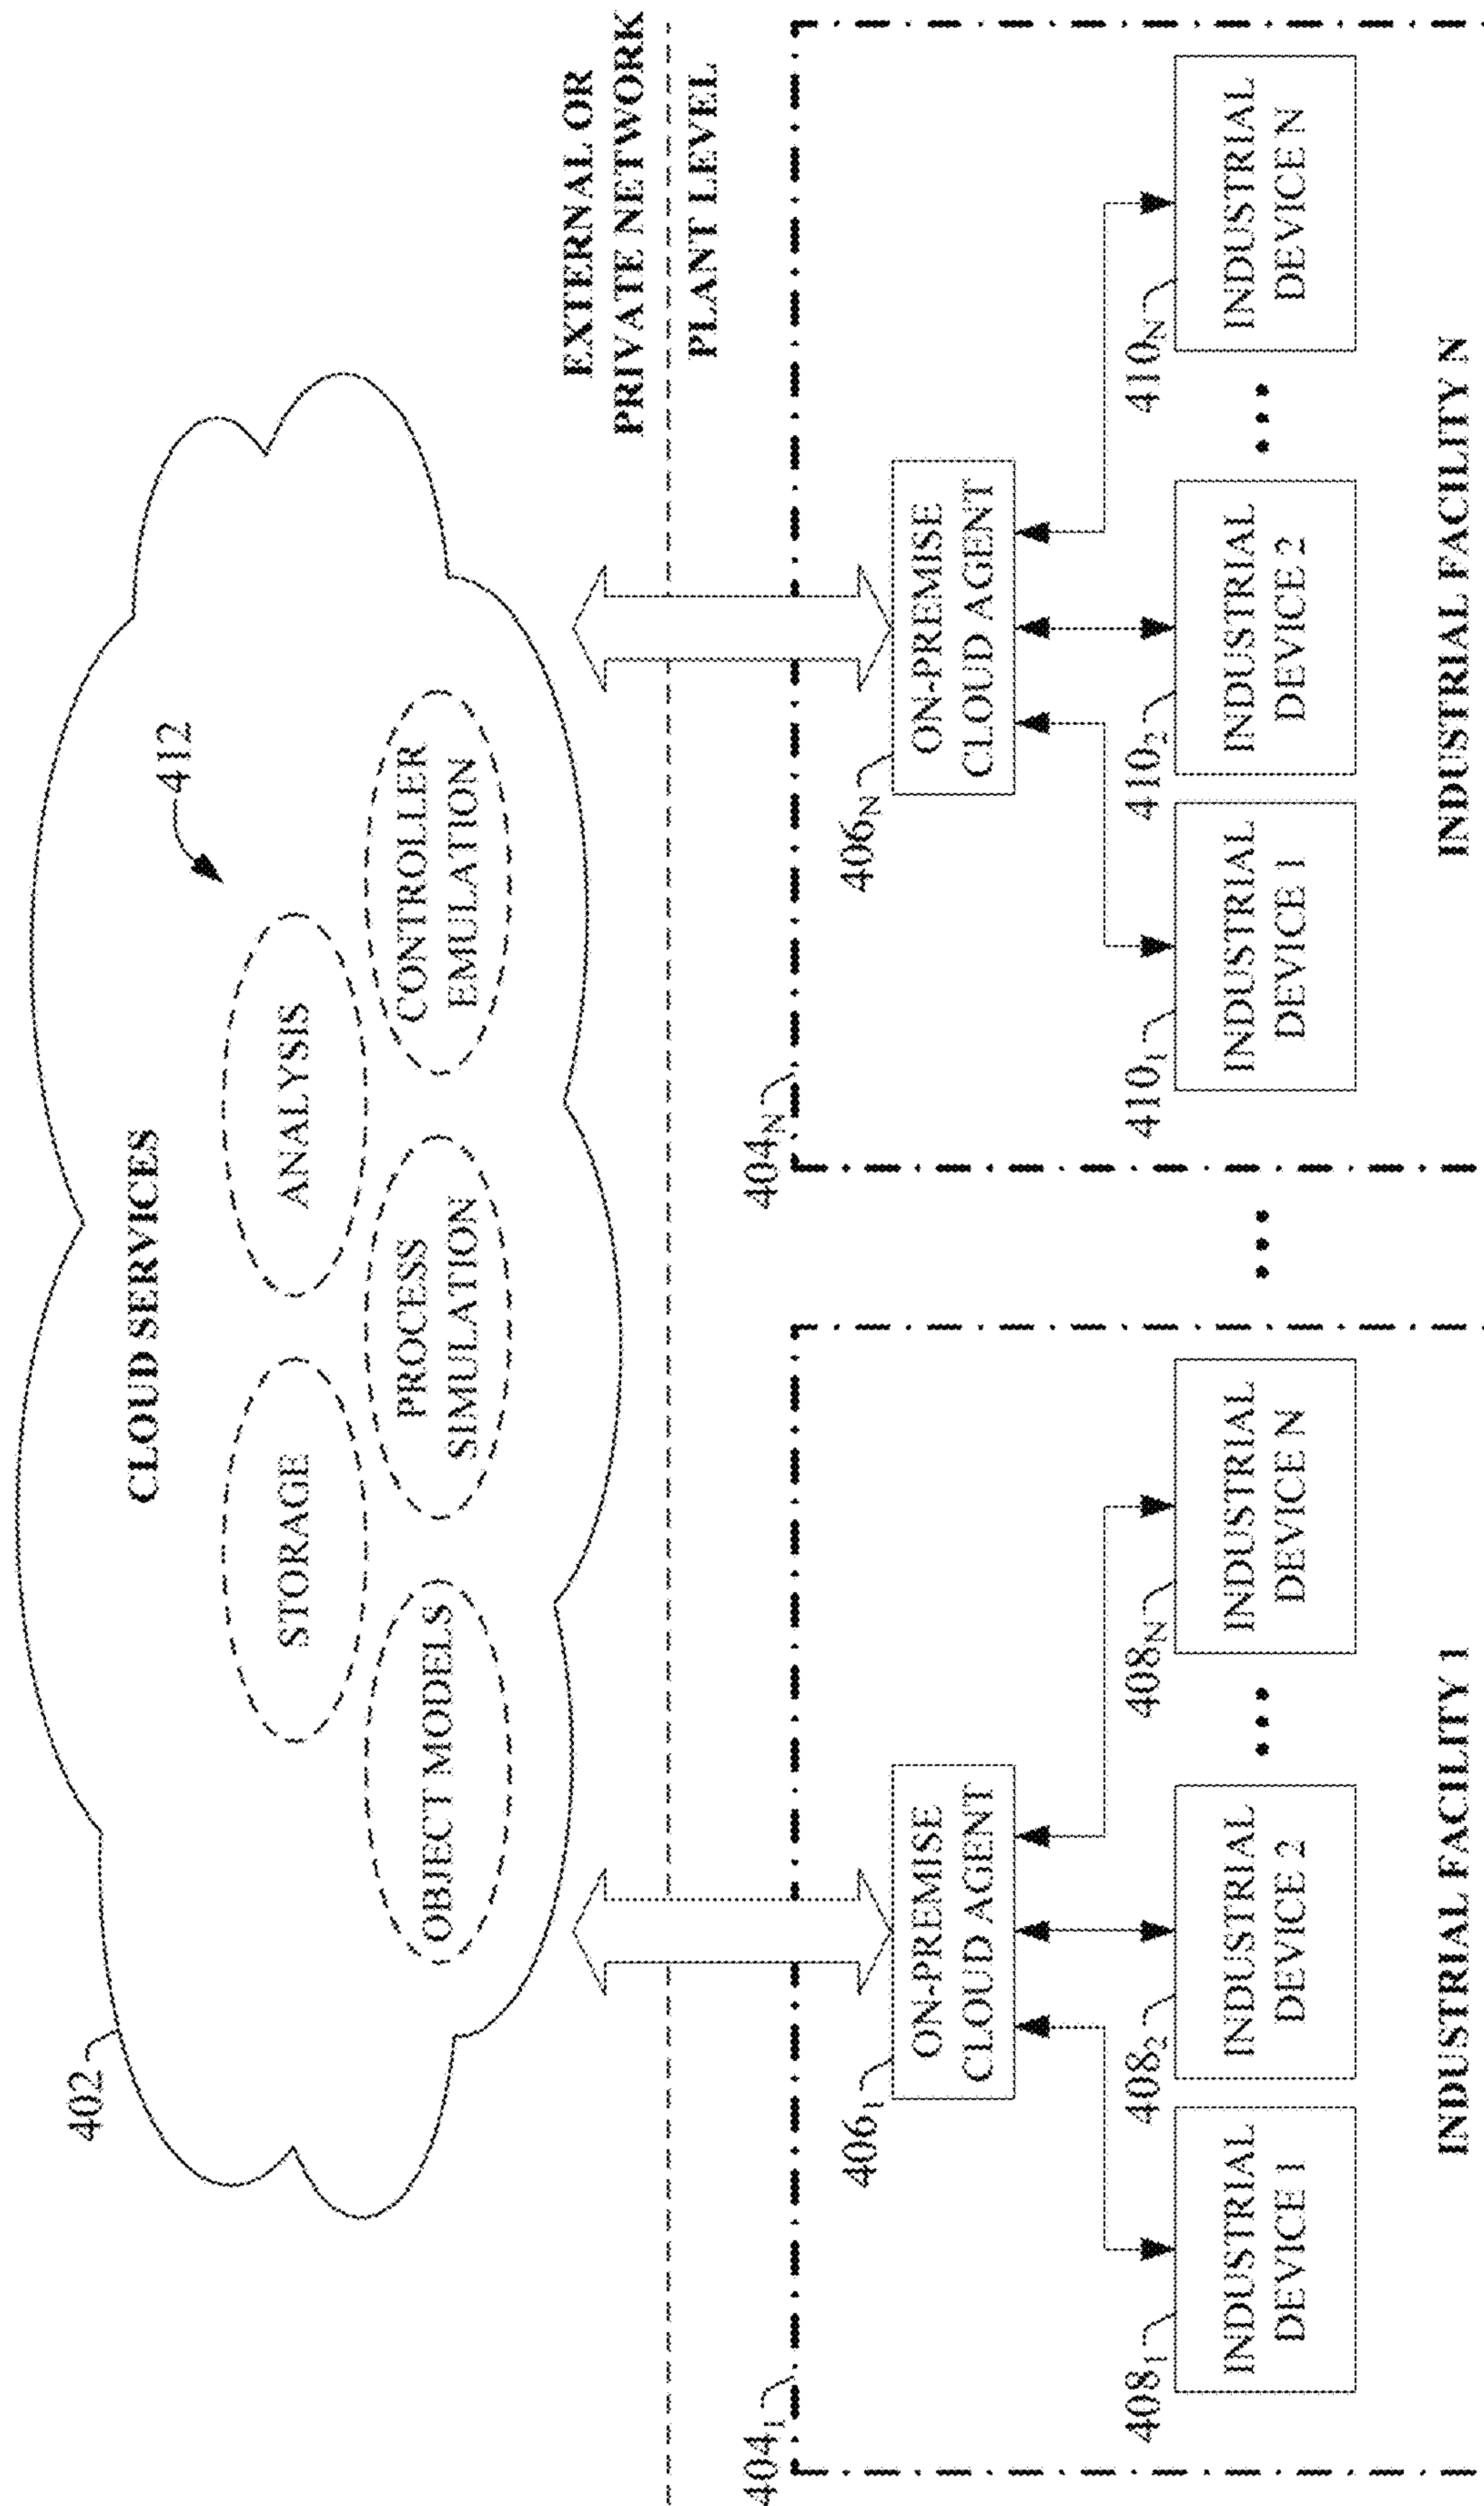 402
CLOUD SERVICES
412
STORAGE
ANALYSIS
OBJECT MODELS
PROCESS
SIMULATION
CONTROLLER
EMULATION
EXTERNAL OR
PRIVATE NETWORK
PLANT LEVEL
404₁
406₁
ON-PREMISE
CLOUD AGENT
408₁
INDUSTRIAL
DEVICE 1
408₂
INDUSTRIAL
DEVICE 2
•••
408N
INDUSTRIAL
DEVICE N
INDUSTRIAL FACILITY 1
•••
404N
406N
ON-PREMISE
CLOUD AGENT
410₁
INDUSTRIAL
DEVICE 1
410₂
INDUSTRIAL
DEVICE 2
•••
410N
INDUSTRIAL
DEVICE N
INDUSTRIAL FACILITY N